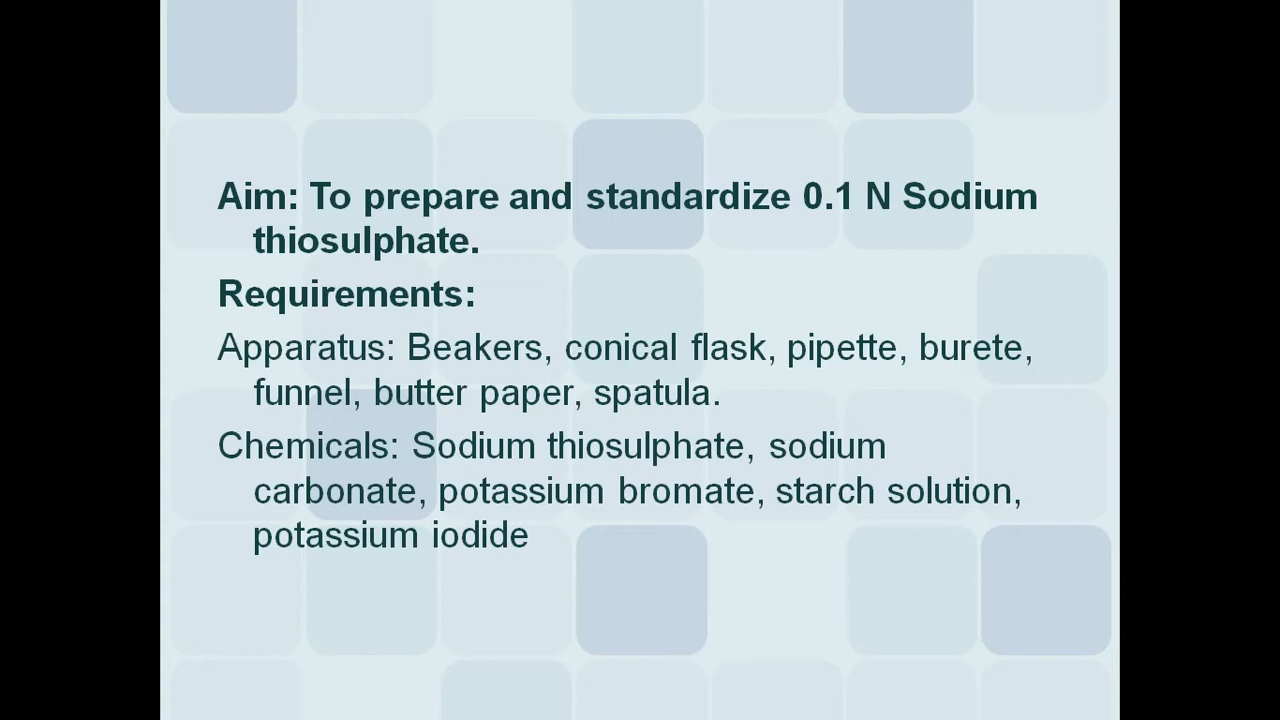 Aim: To prepare and standardize 0.1 N Sodium
thiosulphate.
Requirements:
Apparatus: Beakers, conical flask, pipette, burete,
funnel, butter paper, spatula.
Chemicals: Sodium thiosulphate, sodium
carbonate, potassium bromate, starch solution,
potassium iodide